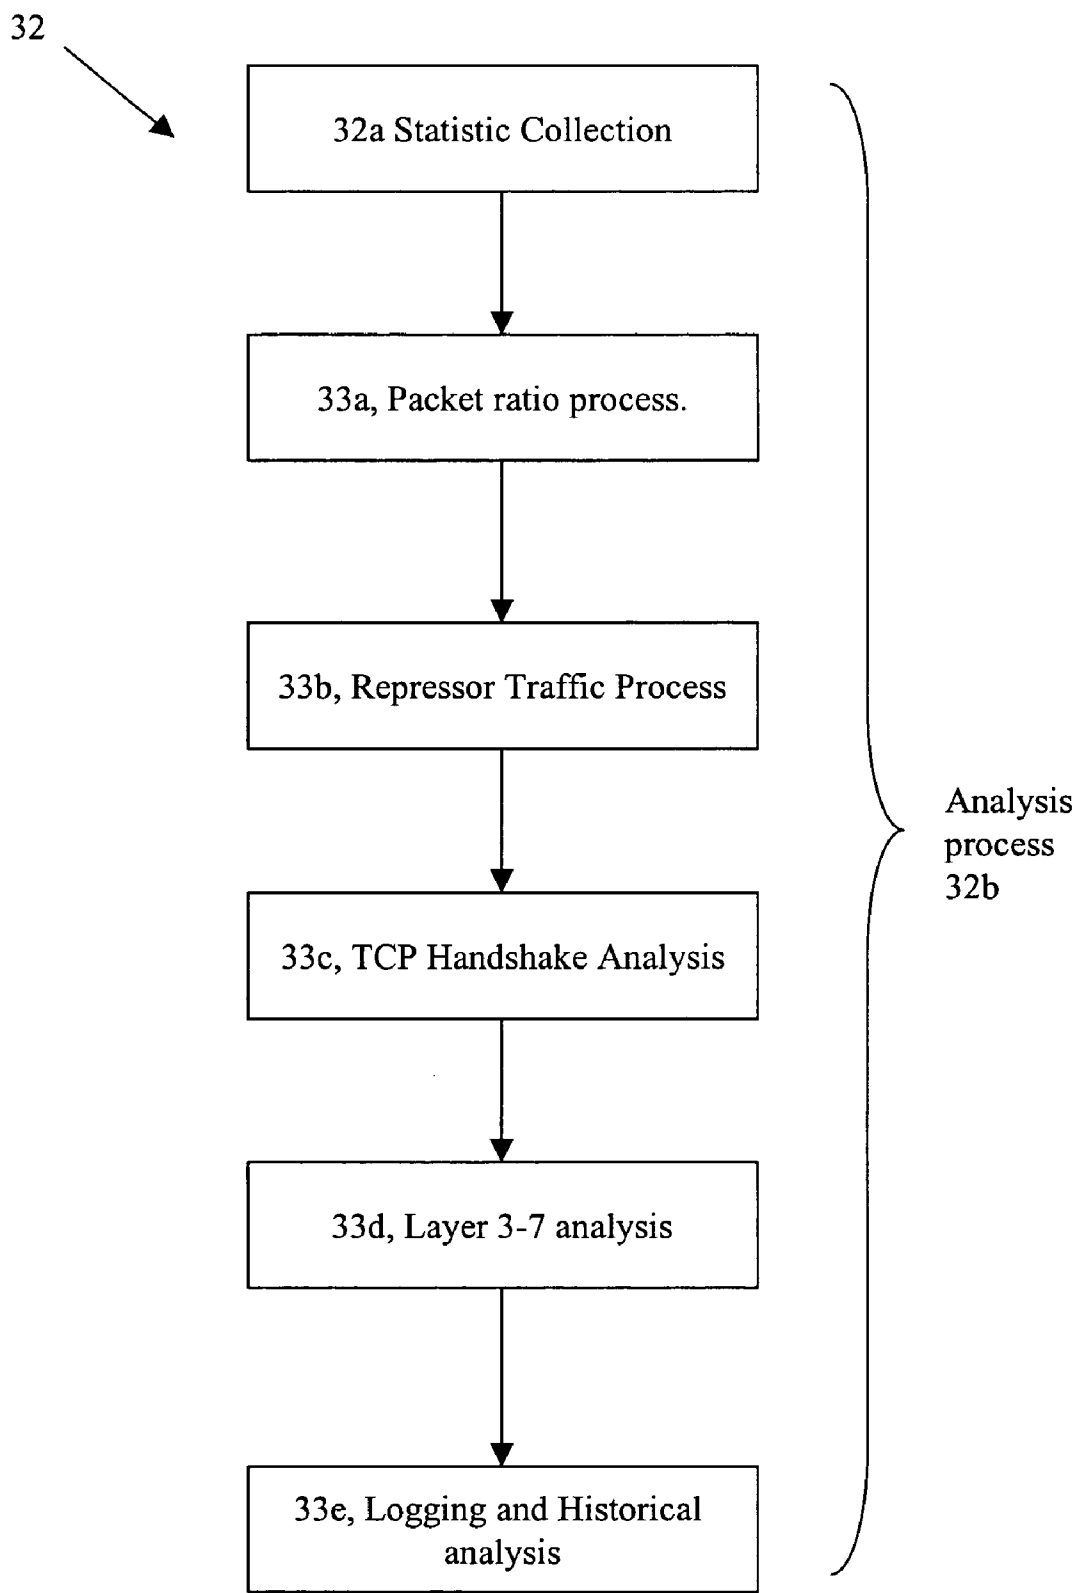 32
32a Statistic Collection
33a, Packet ratio process.
33b, Repressor Traffic Process
33c, TCP Handshake Analysis
Analysis
process
32b
33d, Layer 3-7 analysis
33e, Logging and Historical
analysis